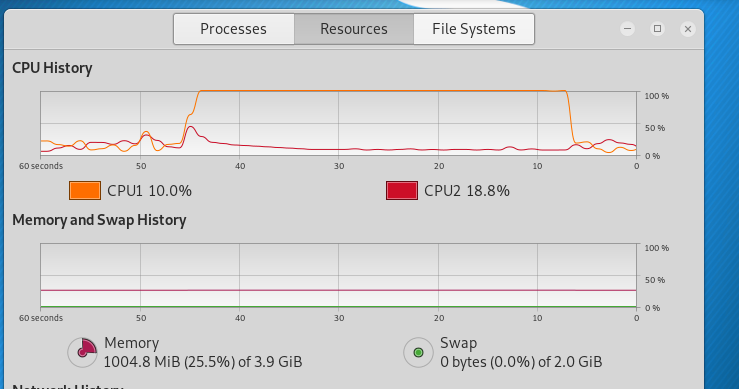 Processes Resources File Systems
CPU History
100 %
50 %
0 %
60 seconds 50 40 30 20 10 0
CPU1 10.0% CPU2 18.8%
Memory and Swap History
100 %
50 %
0 %
60 seconds 50 40 30 20 10 0
Memory Swap
1004.8 MiB (25.5%) of 3.9 GiB 0 bytes (0.0%) of 2.0 GiB
Network History